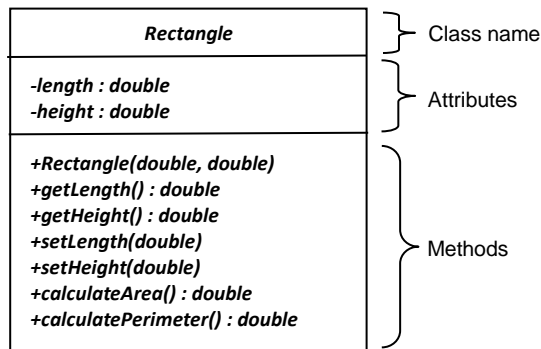 Rectangle
Class name
-length : double
-height : double
Attributes
+Rectangle(double, double)
+getLength() : double
+getHeight() : double
+setLength(double)
+setHeight(double)
+calculateArea() : double
+calculatePerimeter() : double
Methods